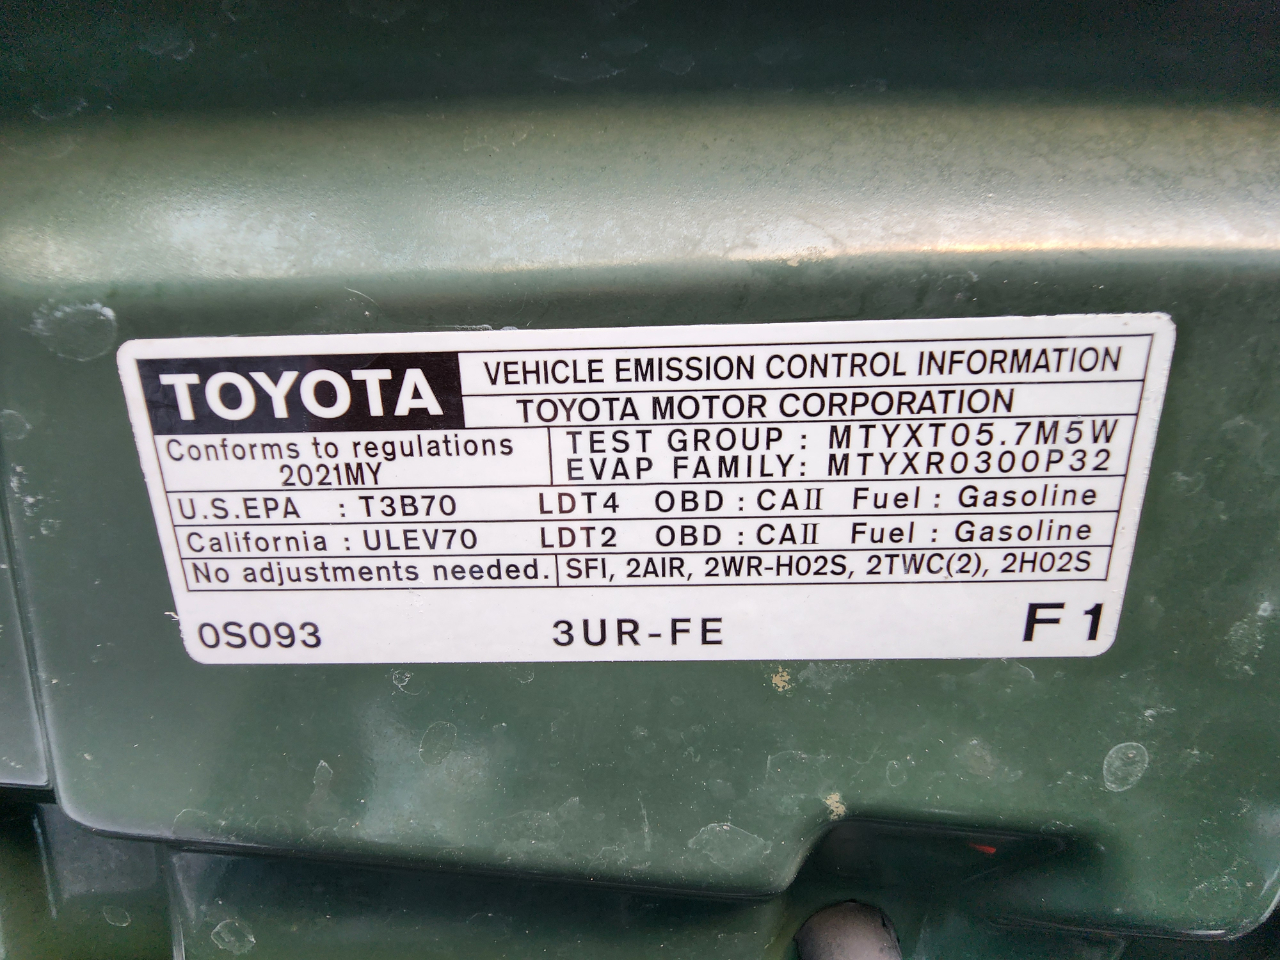 TOYOTA
VEHICLE EMISSION CONTROL INFORMATION
TOYOTA MOTOR CORPORATION
Conforms to regulations
2021MY
TEST GROUP : MTYXT05.7M5W
EVAP FAMILY: MTYXR0300P32
U.S.EPA : T3B70 LDT4 OBD : CAII Fuel : Gasoline
California : ULEV70 LDT2 OBD : CAII Fuel : Gasoline
No adjustments needed. SFI, 2AIR, 2WR-HO2S, 2TWC(2), 2HO2S
0S093 3UR-FE F1